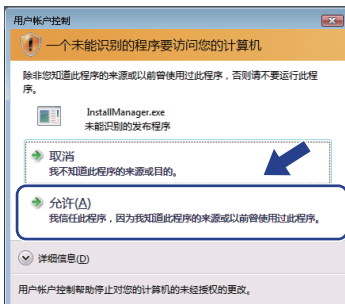 用户帐户控制
一个未能识别的程序要访问您的计算机
除非您知道此程序的来源或以前曾使用过此程序，否则请不要运行此程
序。
InstallManager.exe
未能识别的发布程序
取消
我不知道此程序的来源或目的。
允许(A)
我信任此程序，因为我知道此程序的来源或以前曾使用过此程序。
详细信息(D)
用户帐户控制帮助停止对您的计算机的未经授权的更改。